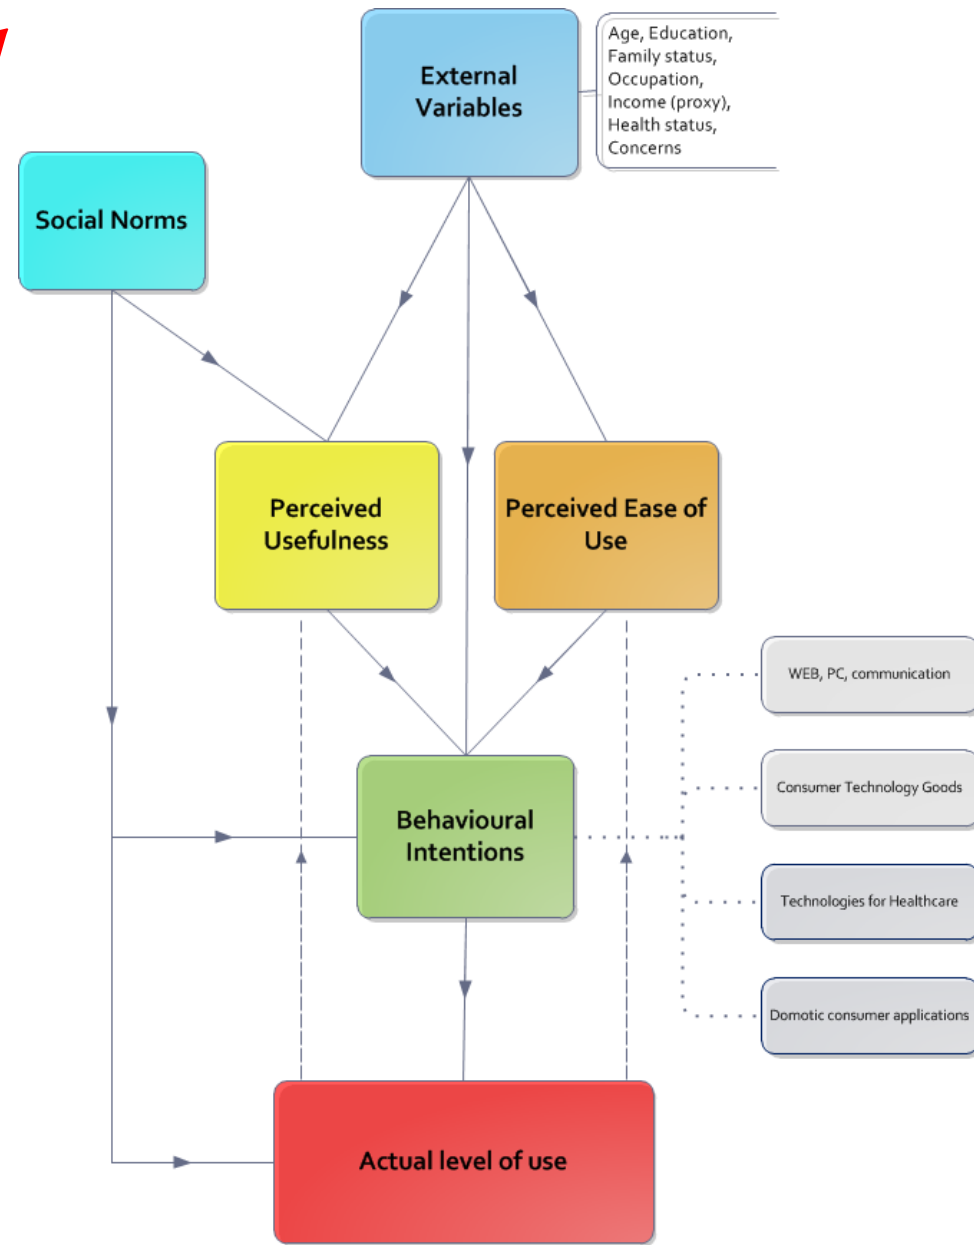 External
Variables
Age, Education,
Family status,
Occupation,
Income (proxy),
Health status,
Concerns
Social Norms
Perceived
Usefulness
Perceived Ease of
Use
WEB, PC, communication
Consumer Technology Goods
Behavioural
Intentions
Technologies for Healthcare
Domotic consumer applications
Actual level of use